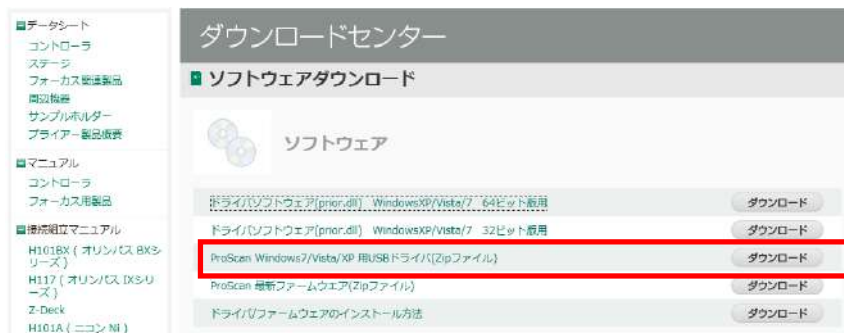 データシート
コントローラ
ステージ
フォーカス関連製品
周辺機器
サンプルホルダー
プライアー製品概要
マニュアル
コントローラ
フォーカス用製品
接続組立マニュアル
H101BX ( オリンパス BXシ
リーズ )
H117 ( オリンパス IXシリ
ーズ )
Z-Deck
H101A ( ニコン Ni )
ダウンロードセンター
ソフトウェアダウンロード
ソフトウェア
ドライバソフトウェア(prior.dll) WindowsXP/Vista/7 64ビット版用 ダウンロード
ドライバソフトウェア(prior.dll) WindowsXP/Vista/7 32ビット版用 ダウンロード
ProScan Windows7/Vista/XP 用USBドライバ(Zipファイル) ダウンロード
ProScan 最新ファームウエア(Zipファイル) ダウンロード
ドライバ/ファームウェアのインストール方法 ダウンロード